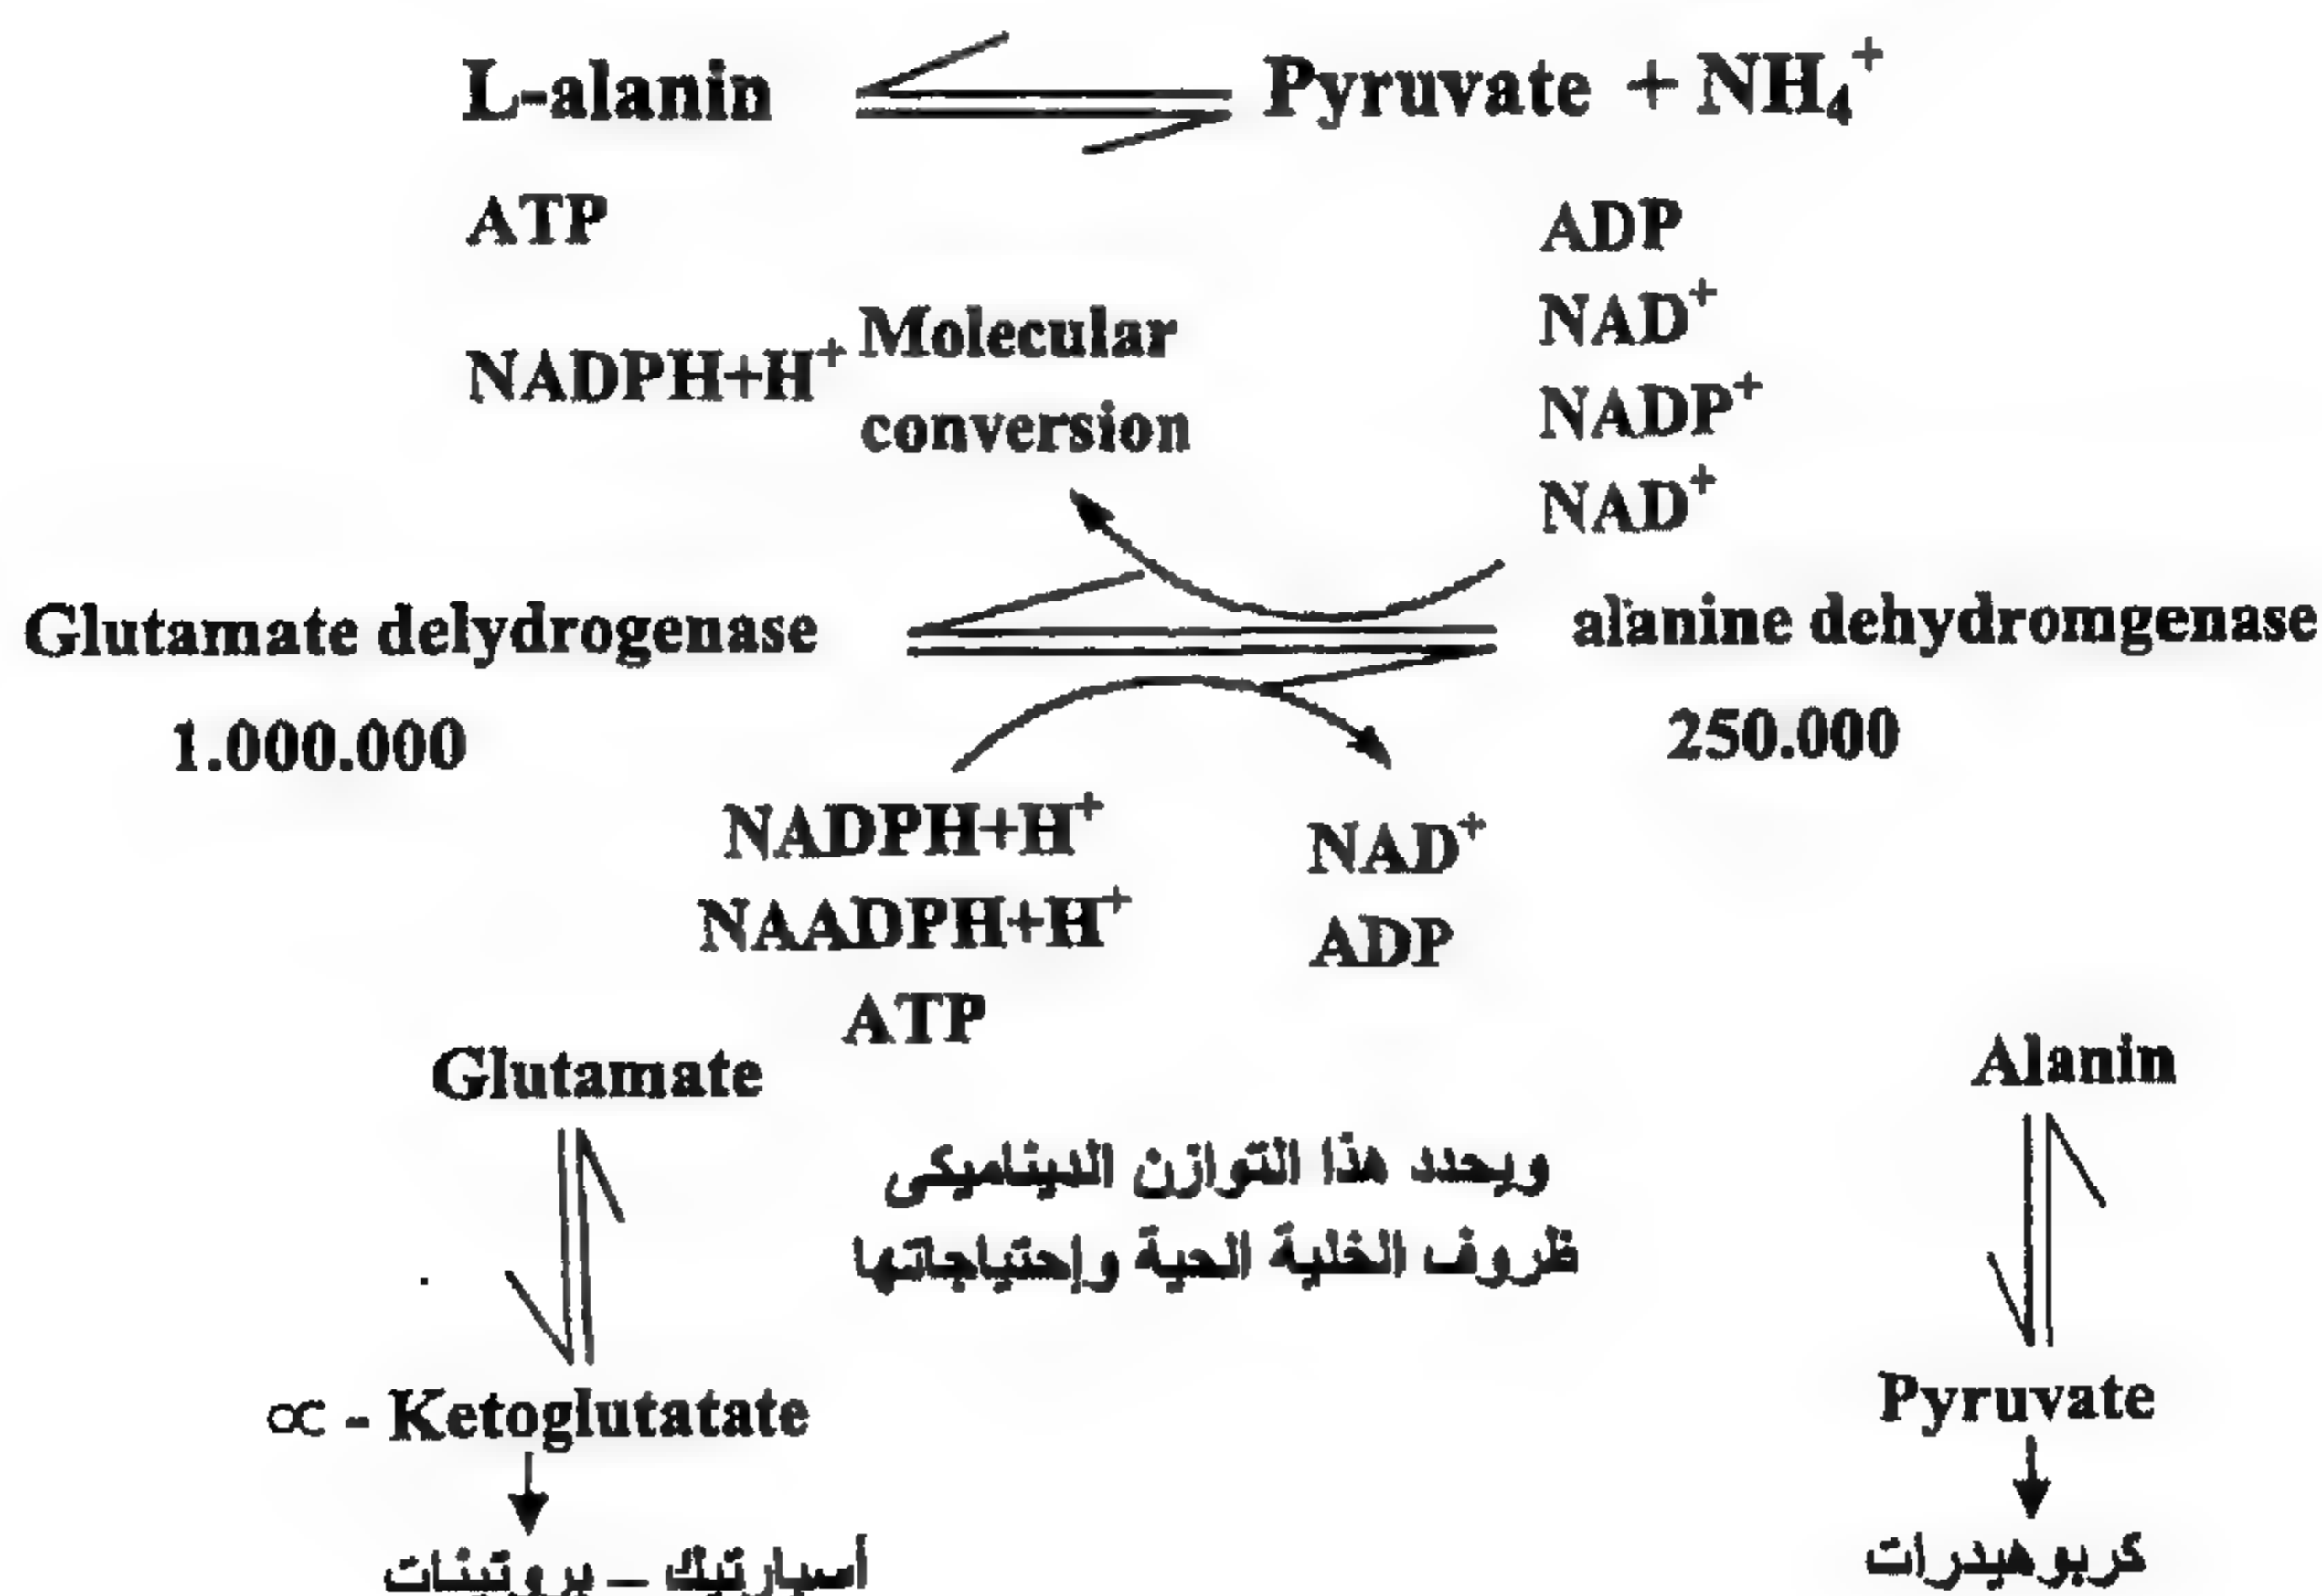 L-alanin Pyruvate + NH₄⁺
ATP ADP
NAD⁺
NADPH+H⁺ Molecular
conversion NADP⁺
NAD⁺
Glutamate delydrogenase alanine dehydromgenase
1.000.000 250.000
NADPH+H⁺ NAD⁺
NAADPH+H⁺ ADP
ATP
Glutamate Alanin
ويحدد هذا التوازن الديناميكى
ظروف الخلية الحية وإحتياجاتها
∝ - Ketoglutatate Pyruvate
أسبارتيك – بروتينات كربوهيدرات